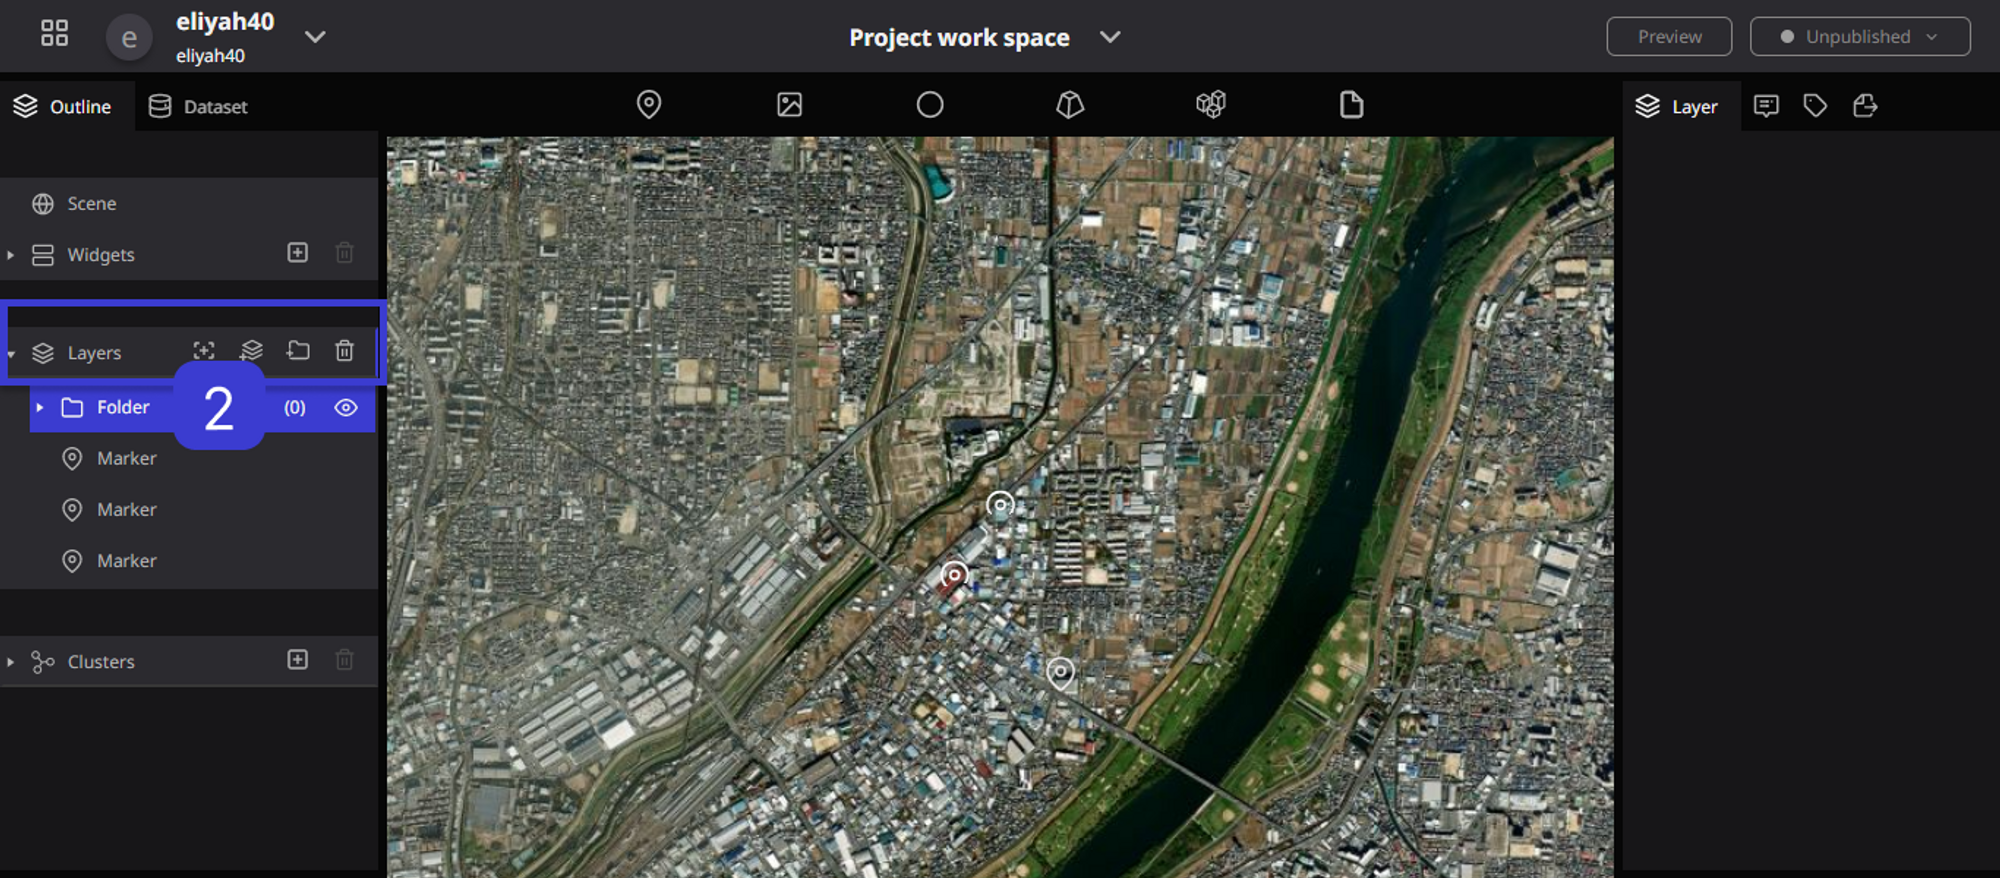 e
eliyah40
eliyah40
Project work space
Preview
Unpublished
Outline
Dataset
Layer
Scene
Widgets
Layers
Folder
2
(0)
Marker
Marker
Marker
Clusters